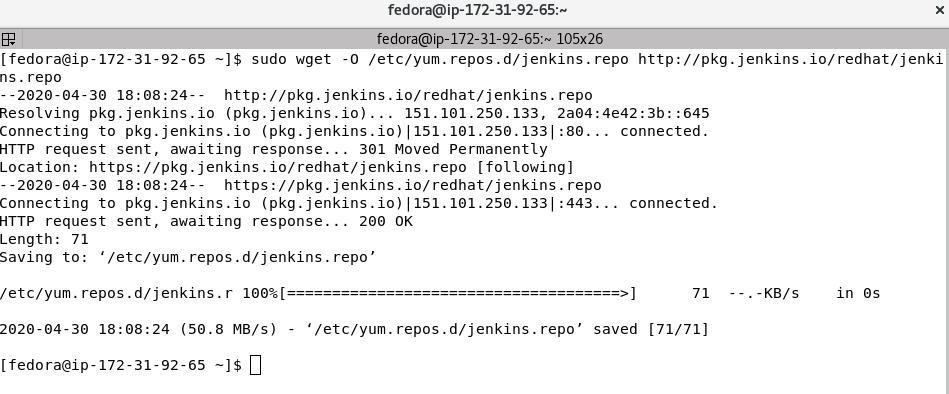 fedora@ip-172-31-92-65:~
×
fedora@ip-172-31-92-65:~ 105x26
[fedora@ip-172-31-92-65 ~]$ sudo wget -O /etc/yum.repos.d/jenkins.repo http://pkg.jenkins.io/redhat/jenki
ns.repo
--2020-04-30 18:08:24--  http://pkg.jenkins.io/redhat/jenkins.repo
Resolving pkg.jenkins.io (pkg.jenkins.io)... 151.101.250.133, 2a04:4e42:3b::645
Connecting to pkg.jenkins.io (pkg.jenkins.io)|151.101.250.133|:80... connected.
HTTP request sent, awaiting response... 301 Moved Permanently
Location: https://pkg.jenkins.io/redhat/jenkins.repo [following]
--2020-04-30 18:08:24--  https://pkg.jenkins.io/redhat/jenkins.repo
Connecting to pkg.jenkins.io (pkg.jenkins.io)|151.101.250.133|:443... connected.
HTTP request sent, awaiting response... 200 OK
Length: 71
Saving to: ‘/etc/yum.repos.d/jenkins.repo’
/etc/yum.repos.d/jenkins.r 100%[=====================================>]      71  --.-KB/s    in 0s
2020-04-30 18:08:24 (50.8 MB/s) - ‘/etc/yum.repos.d/jenkins.repo’ saved [71/71]
[fedora@ip-172-31-92-65 ~]$